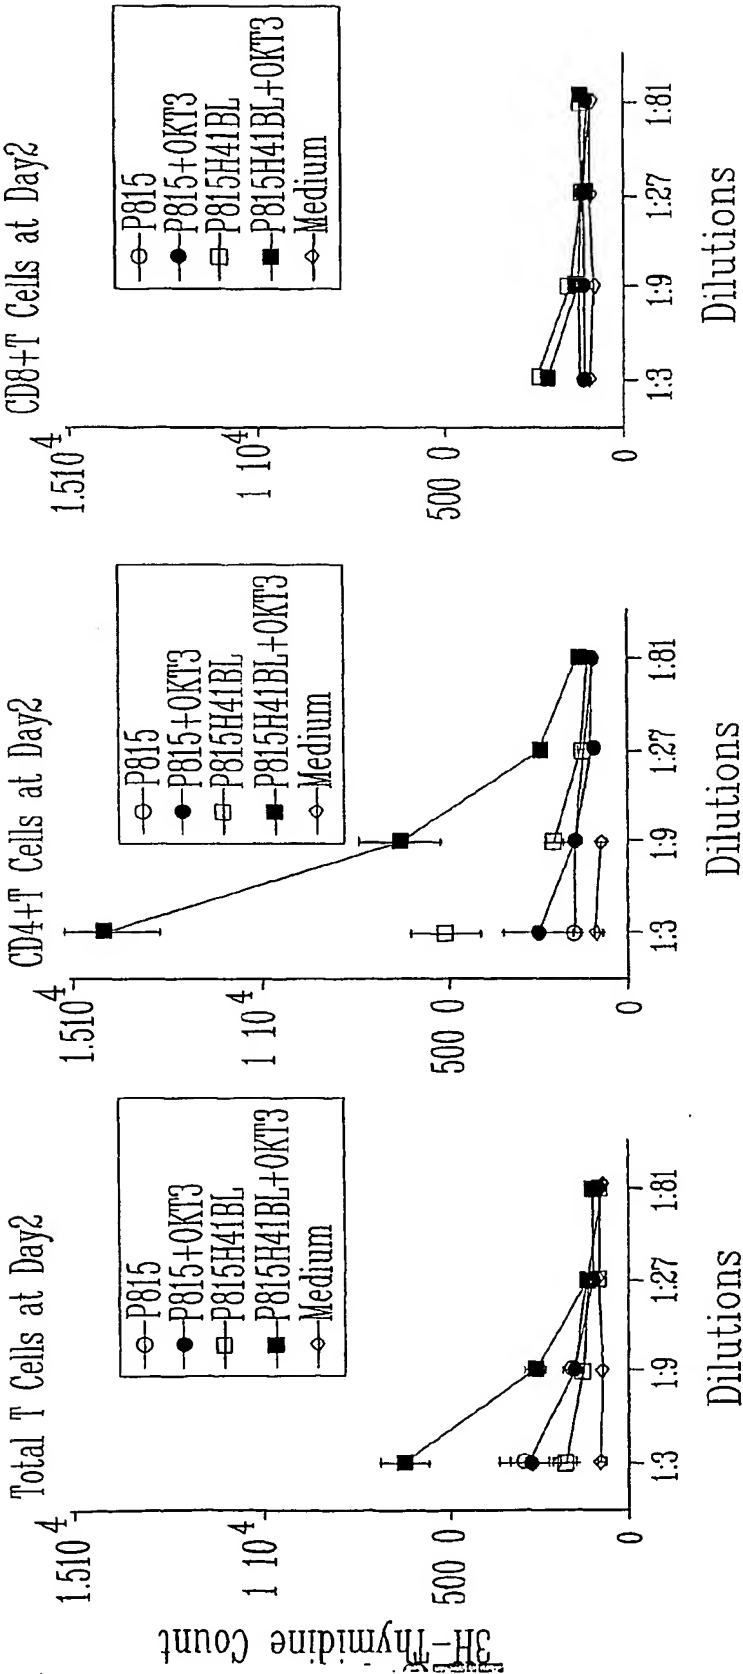 Total T Cells at Day2
P815
P815+OKT3
P815H41BL
P815H41BL+OKT3
Medium
3H-Thymidine Count
1.510 4
1 10 4
500 0
0
1:3
1:9
1:27
1:81
Dilutions
CD4+T Cells at Day2
P815
P815+OKT3
P815H41BL
P815H41BL+OKT3
Medium
1.510 4
1 10 4
500 0
0
1:3
1:9
1:27
1:81
Dilutions
CD8+T Cells at Day2
P815
P815+OKT3
P815H41BL
P815H41BL+OKT3
Medium
1.510 4
1 10 4
500 0
0
1:3
1:9
1:27
1:81
Dilutions